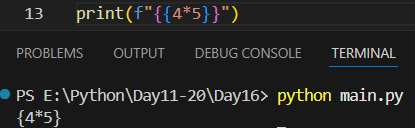 13 print(f"{{4*5}}")
PROBLEMS OUTPUT DEBUG CONSOLE TERMINAL
PS E:\Python\Day11-20\Day16> python main.py
{4*5}